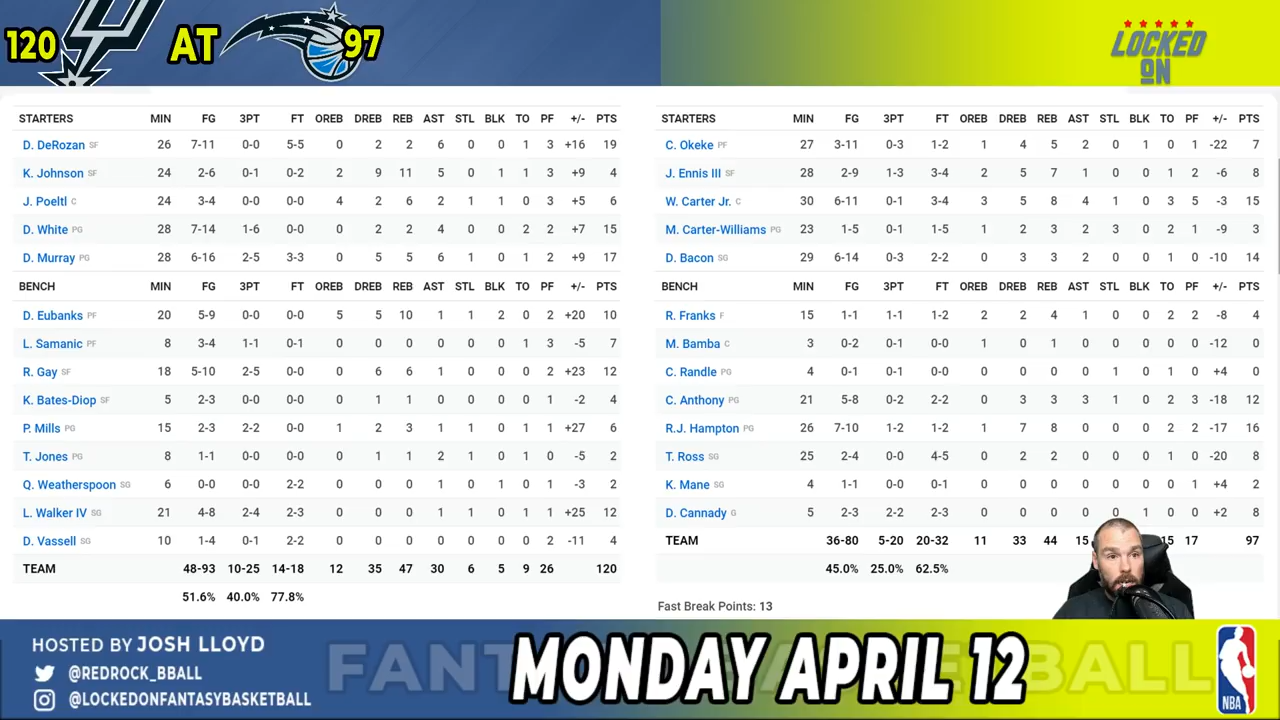 120 AT 97
LOCKED
ON
STARTERS MIN FG 3PT FT OREB DREB REB AST STL BLK TO PF +/- PTS
D. DeRozan SF 26 7-11 0-0 5-5 0 2 2 6 0 0 1 3 +16 19
K. Johnson SF 24 2-6 0-1 0-2 2 9 11 5 0 1 1 3 +9 4
J. Poeltl C 24 3-4 0-0 0-0 4 2 6 2 1 1 0 3 +5 6
D. White PG 28 7-14 1-6 0-0 0 2 2 4 0 0 2 2 +7 15
D. Murray PG 28 6-16 2-5 3-3 0 5 5 6 1 0 1 2 +9 17
BENCH MIN FG 3PT FT OREB DREB REB AST STL BLK TO PF +/- PTS
D. Eubanks PF 20 5-9 0-0 0-0 5 5 10 1 1 2 0 2 +20 10
L. Samanic PF 8 3-4 1-1 0-1 0 0 0 0 0 0 1 3 -5 7
R. Gay SF 18 5-10 2-5 0-0 0 6 6 1 0 0 0 2 +23 12
K. Bates-Diop SF 5 2-3 0-0 0-0 0 1 1 0 0 0 0 1 -2 4
P. Mills PG 15 2-3 2-2 0-0 1 2 3 1 1 0 1 1 +27 6
T. Jones PG 8 1-1 0-0 0-0 0 1 1 2 1 0 1 0 -5 2
Q. Weatherspoon SG 6 0-0 0-0 2-2 0 0 0 1 0 1 0 1 -3 2
L. Walker IV SG 21 4-8 2-4 2-3 0 0 0 1 1 0 1 1 +25 12
D. Vassell SG 10 1-4 0-1 2-2 0 0 0 0 0 0 0 2 -11 4
TEAM 48-93 10-25 14-18 12 35 47 30 6 5 9 26 120
51.6% 40.0% 77.8%
STARTERS MIN FG 3PT FT OREB DREB REB AST STL BLK TO PF +/- PTS
C. Okeke PF 27 3-11 0-3 1-2 1 4 5 2 0 1 0 1 -22 7
J. Ennis III SF 28 2-9 1-3 3-4 2 5 7 1 0 0 1 2 -6 8
W. Carter Jr. C 30 6-11 0-1 3-4 3 5 8 4 1 0 3 5 -3 15
M. Carter-Williams PG 23 1-5 0-1 1-5 1 2 3 2 3 0 2 1 -9 3
D. Bacon SG 29 6-14 0-3 2-2 0 3 3 2 0 0 1 0 -10 14
BENCH MIN FG 3PT FT OREB DREB REB AST STL BLK TO PF +/- PTS
R. Franks F 15 1-1 1-1 1-2 2 2 4 1 0 0 2 2 -8 4
M. Bamba C 3 0-2 0-1 0-0 1 0 1 0 0 0 0 0 -12 0
C. Randle PG 4 0-1 0-1 0-0 0 0 0 0 1 0 1 0 +4 0
C. Anthony PG 21 5-8 0-2 2-2 0 3 3 3 1 0 2 3 -18 12
R.J. Hampton PG 26 7-10 1-2 1-2 1 7 8 0 0 0 2 2 -17 16
T. Ross SG 25 2-4 0-0 4-5 0 2 2 0 0 0 1 0 -20 8
K. Mane SG 4 1-1 0-0 0-1 0 0 0 0 0 0 0 1 +4 2
D. Cannady G 5 2-3 2-2 2-3 0 0 0 0 0 1 0 0 +2 8
TEAM 36-80 5-20 20-32 11 33 44 15 15 17 97
45.0% 25.0% 62.5%
Fast Break Points: 13
HOSTED BY JOSH LLOYD
@REDROCK_BBALL
@LOCKEDONFANTASYBASKETBALL
MONDAY APRIL 12
NBA